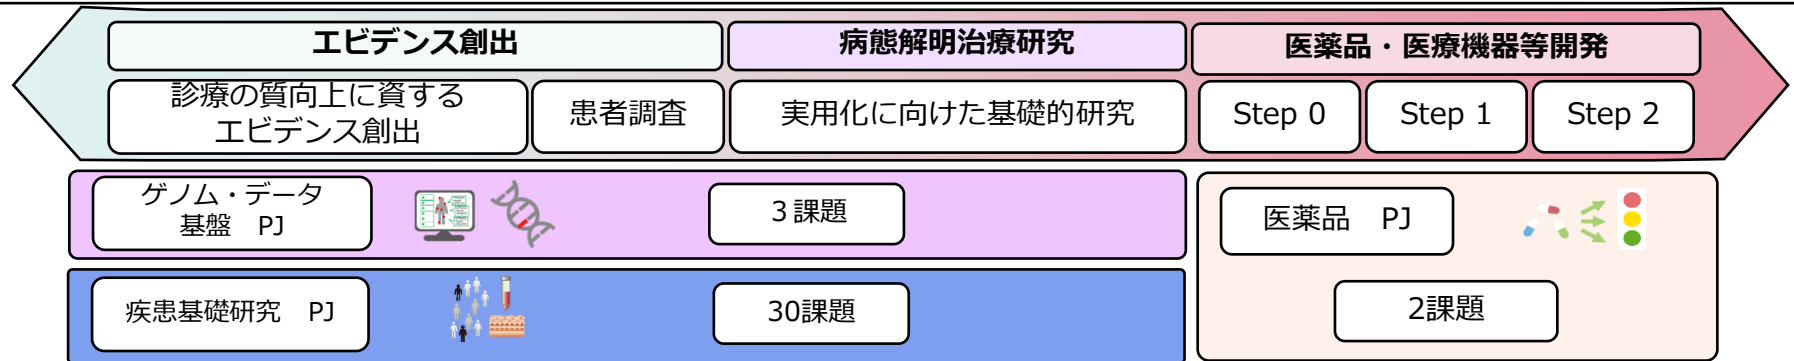 エビデンス創出
病態解明治療研究
医薬品・医療機器等開発
診療の質向上に資する
エビデンス創出
患者調査
実用化に向けた基礎的研究
Step 0
Step 1
Step 2
ゲノム・データ
基盤　PJ
３課題
医薬品　PJ
疾患基礎研究　PJ
30課題
2課題